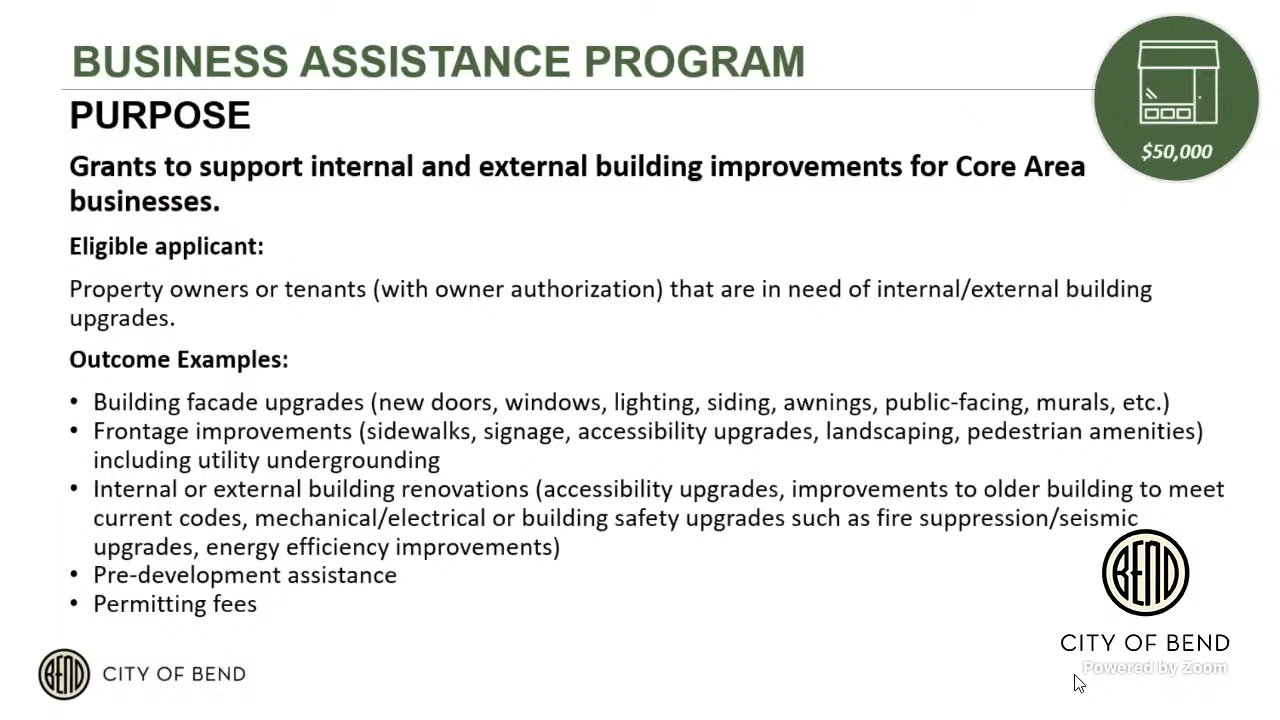 BUSINESS ASSISTANCE PROGRAM
$50,000
PURPOSE
Grants to support internal and external building improvements for Core Area
businesses.
Eligible applicant:
Property owners or tenants (with owner authorization) that are in need of internal/external building
upgrades.
Outcome Examples:
• Building facade upgrades (new doors, windows, lighting, siding, awnings, public-facing, murals, etc.)
• Frontage improvements (sidewalks, signage, accessibility upgrades, landscaping, pedestrian amenities)
including utility undergrounding
• Internal or external building renovations (accessibility upgrades, improvements to older building to meet
current codes, mechanical/electrical or building safety upgrades such as fire suppression/seismic
upgrades, energy efficiency improvements)
• Pre-development assistance
• Permitting fees
BEND
CITY OF BEND
Powered by Zoom
BEND
CITY OF BEND